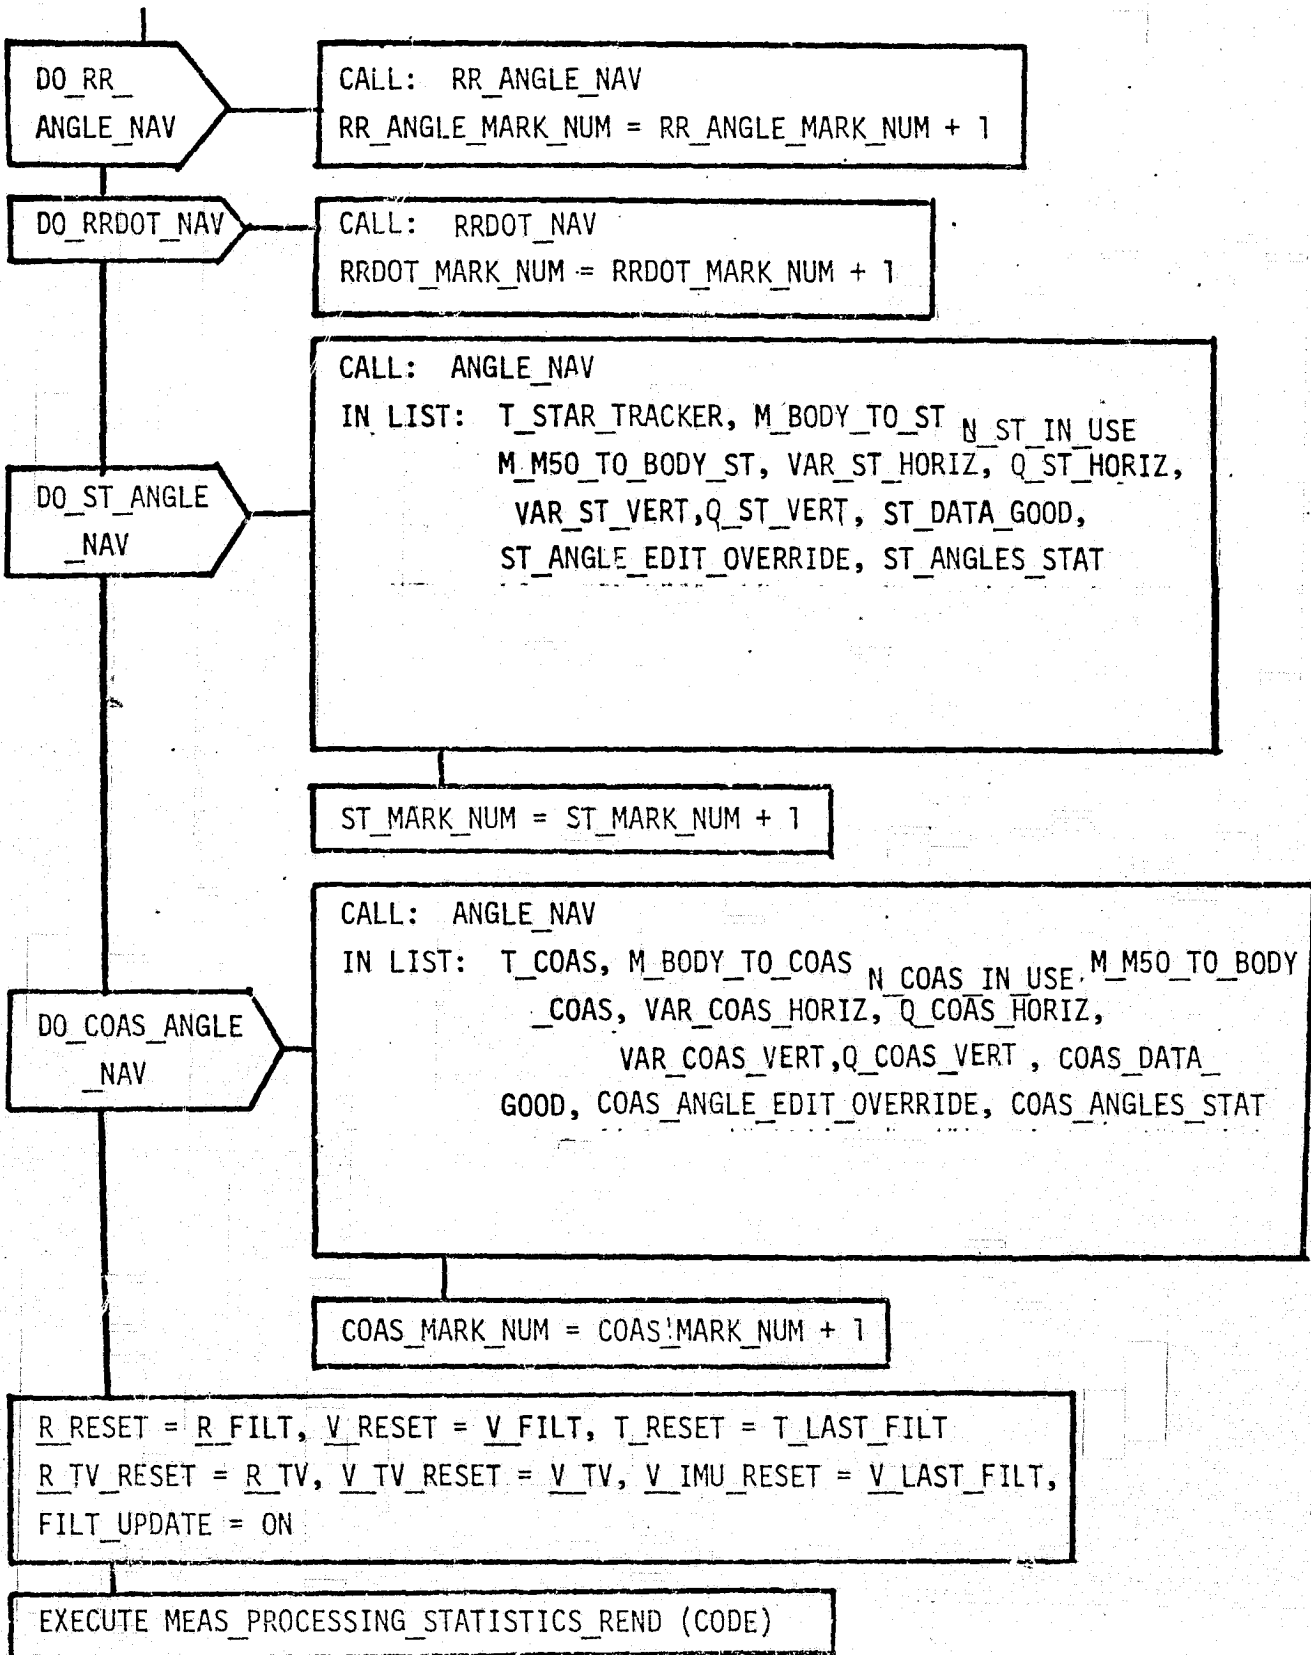 DO_RR_
ANGLE_NAV
CALL: RR_ANGLE_NAV
RR_ANGLE_MARK_NUM = RR_ANGLE_MARK_NUM + 1
DO_RRDOT_NAV
CALL: RRDOT_NAV
RRDOT_MARK_NUM = RRDOT_MARK_NUM + 1
DO_ST_ANGLE
_NAV
CALL: ANGLE_NAV
IN LIST: T_STAR_TRACKER, M_BODY_TO_ST N_ST_IN_USE
M_M50_TO_BODY_ST, VAR_ST_HORIZ, Q_ST_HORIZ,
VAR_ST_VERT,Q_ST_VERT, ST_DATA_GOOD,
ST_ANGLE_EDIT_OVERRIDE, ST_ANGLES_STAT
ST_MARK_NUM = ST_MARK_NUM + 1
DO_COAS_ANGLE
_NAV
CALL: ANGLE_NAV
IN LIST: T_COAS, M_BODY_TO_COAS N_COAS_IN_USE, M_M50_TO_BODY
_COAS, VAR_COAS_HORIZ, Q_COAS_HORIZ,
VAR_COAS_VERT,Q_COAS_VERT , COAS_DATA_
GOOD, COAS_ANGLE_EDIT_OVERRIDE, COAS_ANGLES_STAT
COAS_MARK_NUM = COAS_MARK_NUM + 1
R_RESET = R_FILT, V_RESET = V_FILT, T_RESET = T_LAST_FILT
R_TV_RESET = R_TV, V_TV_RESET = V_TV, V_IMU_RESET = V_LAST_FILT,
FILT_UPDATE = ON
EXECUTE MEAS_PROCESSING_STATISTICS_REND (CODE)